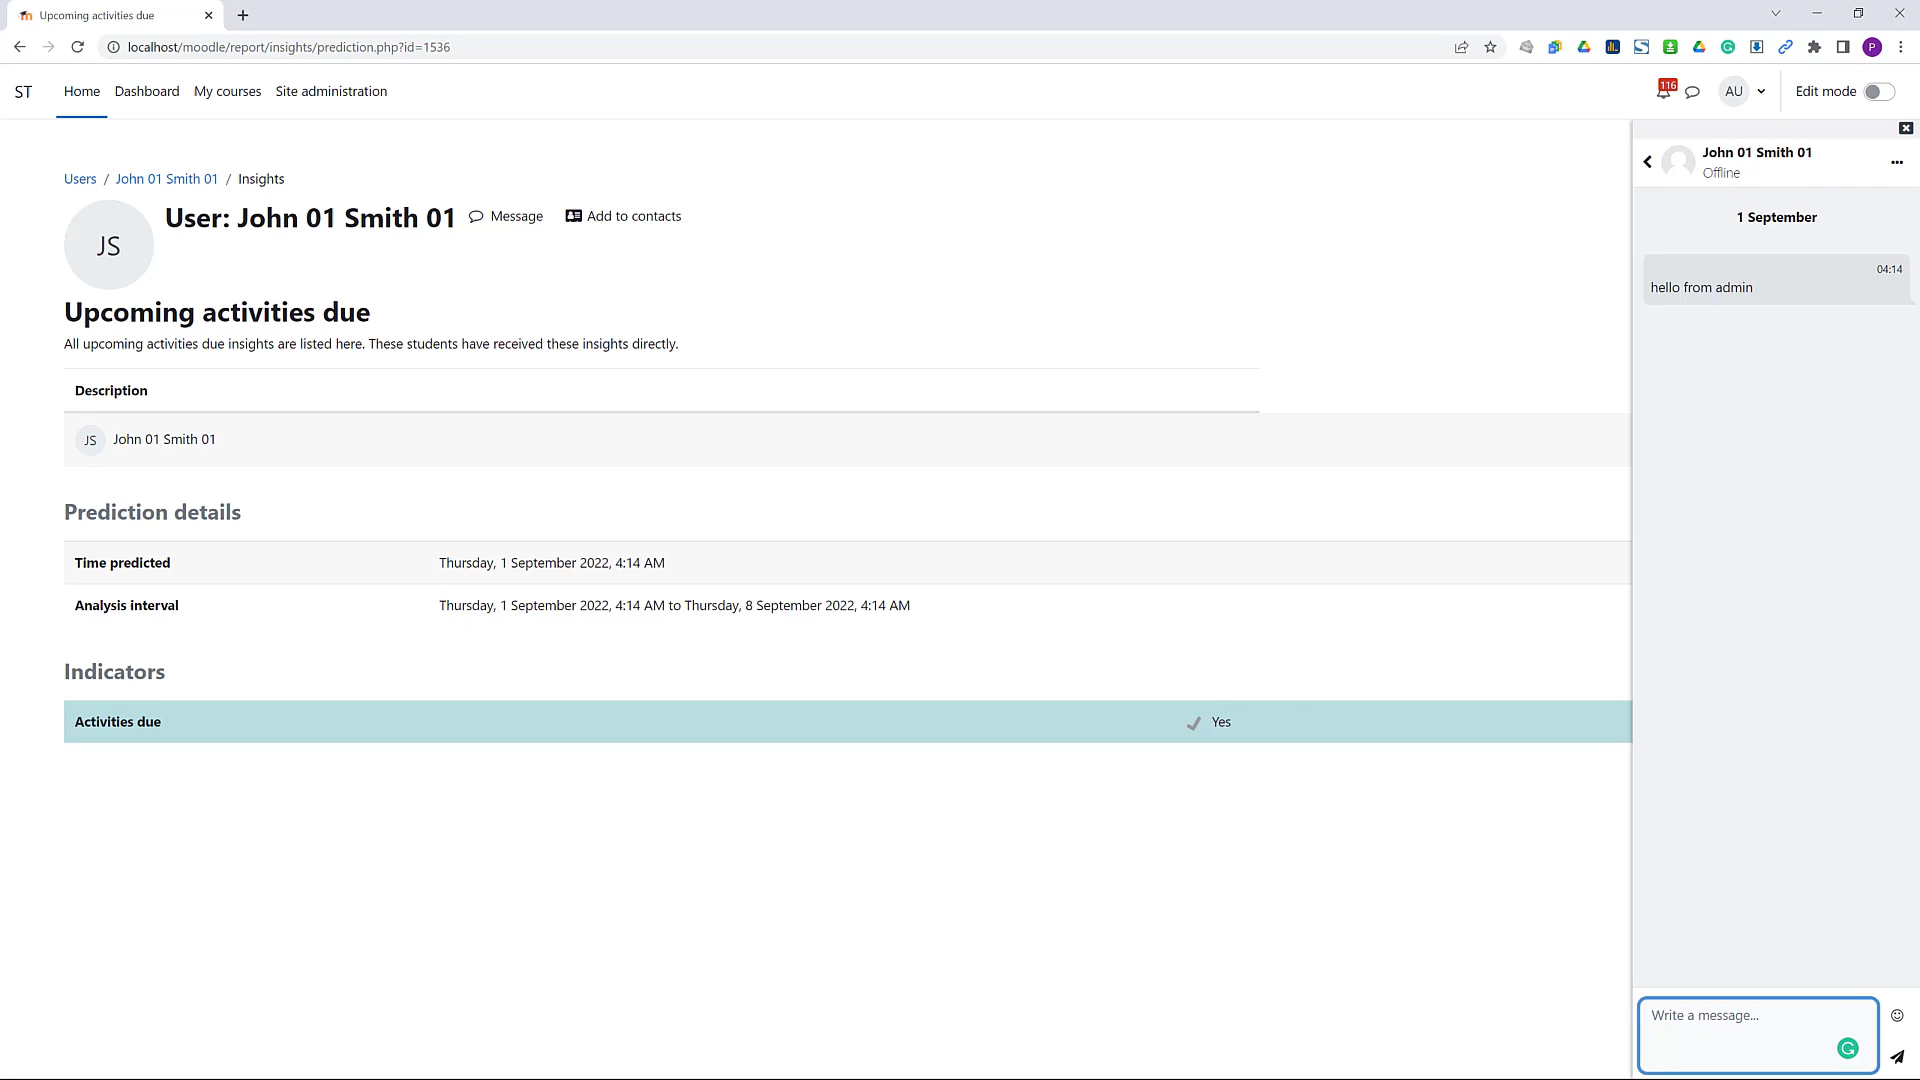 Upcoming activities due
localhost/moodle/report/insights/prediction.php?id=1536
P
ST Home Dashboard My courses Site administration
116 AU Edit mode
Users / John 01 Smith 01 / Insights
JS
User: John 01 Smith 01 Message Add to contacts
Upcoming activities due
All upcoming activities due insights are listed here. These students have received these insights directly.
Description
JS John 01 Smith 01
Prediction details
Time predicted Thursday, 1 September 2022, 4:14 AM
Analysis interval Thursday, 1 September 2022, 4:14 AM to Thursday, 8 September 2022, 4:14 AM
Indicators
Activities due Yes
John 01 Smith 01
Offline
1 September
04:14
hello from admin
Write a message...